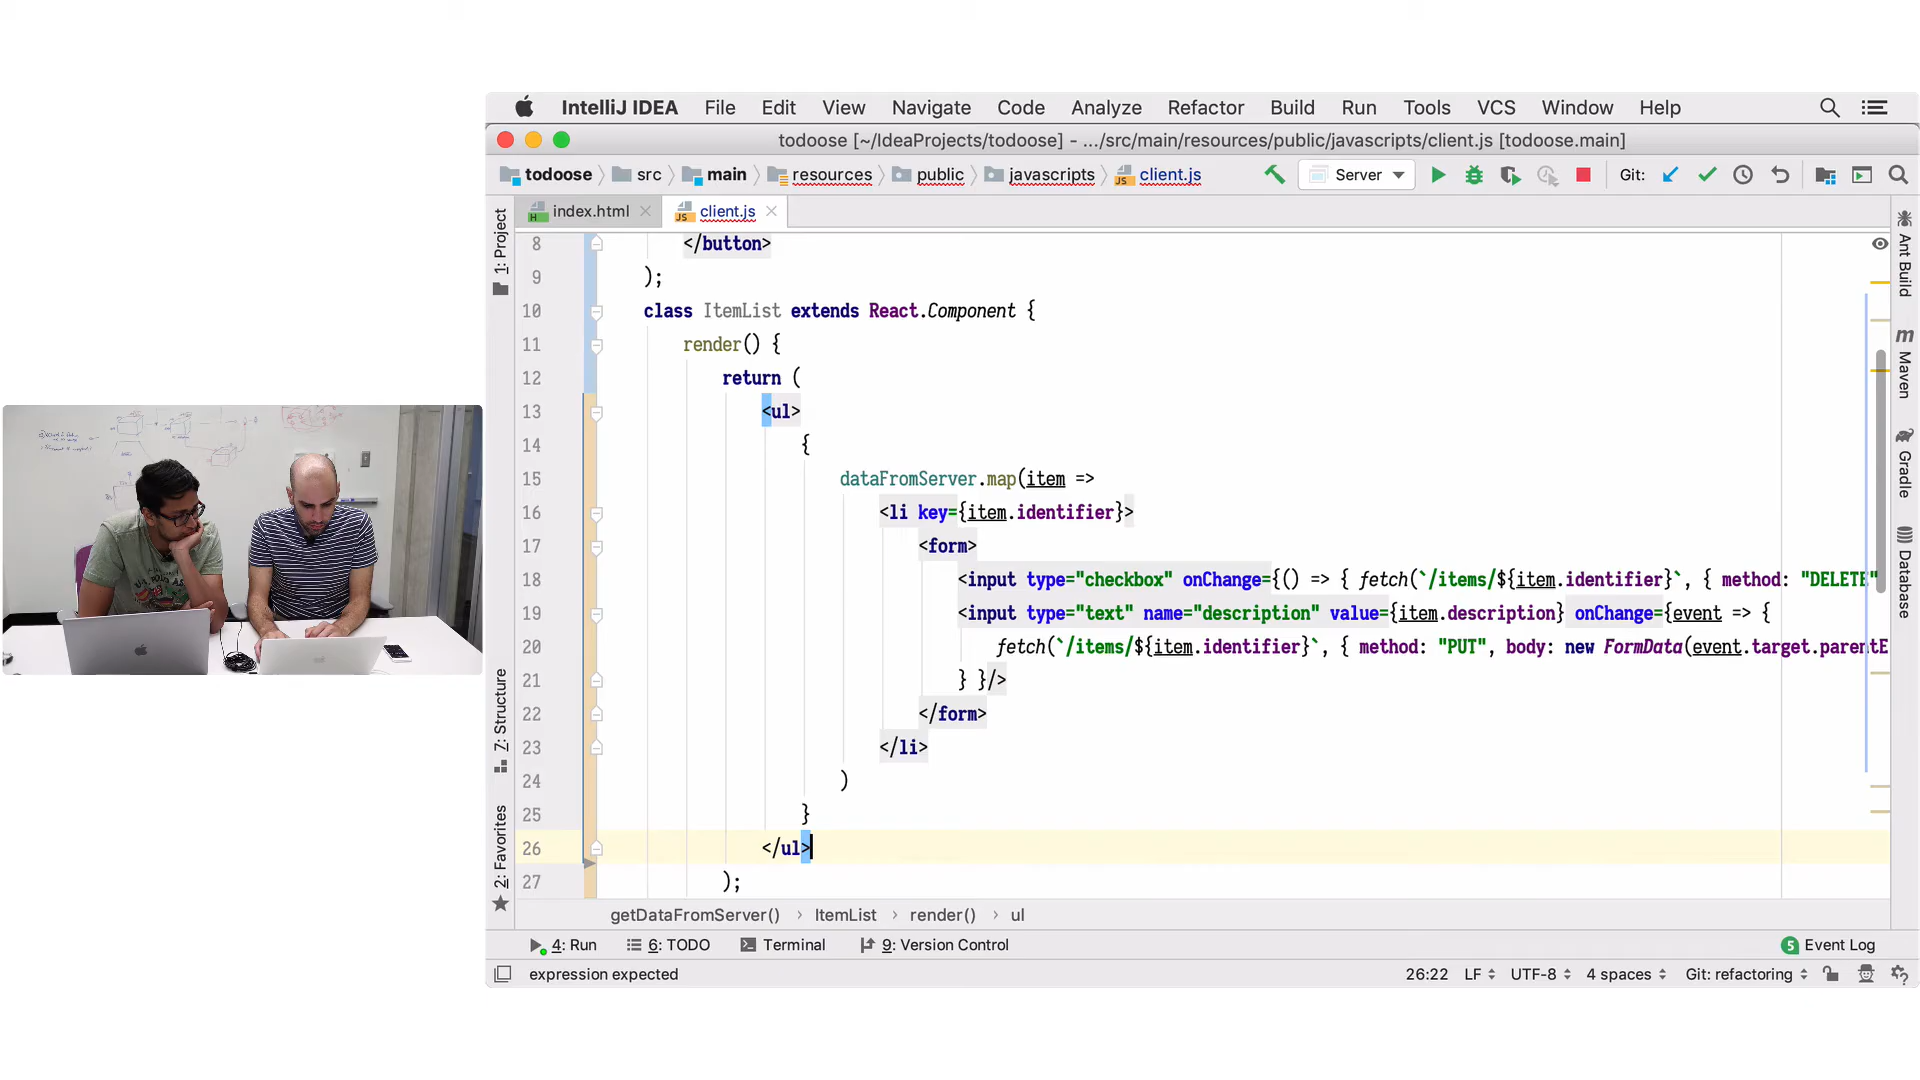 IntelliJ IDEA File Edit View Navigate Code Analyze Refactor Build Run Tools VCS Window Help
todoose [~/IdeaProjects/todoose] - .../src/main/resources/public/javascripts/client.js [todoose.main]
todoose src main resources public javascripts client.js Server Git:
index.html client.js
1: Project
7: Structure
2: Favorites
8 </button>
9 );
10 class ItemList extends React.Component {
11 render() {
12 return (
13 <ul>
14 {
15 dataFromServer.map(item =>
16 <li key={item.identifier}>
17 <form>
18 <input type="checkbox" onChange={() => { fetch(`/items/${item.identifier}`, { method: "DELETE"
19 <input type="text" name="description" value={item.description} onChange={event => {
20 fetch(`/items/${item.identifier}`, { method: "PUT", body: new FormData(event.target.parentE
21 } }/>
22 </form>
23 </li>
24 )
25 }
26 </ul>
27 );
Ant Build
Maven
Gradle
Database
getDataFromServer() › ItemList › render() › ul
4: Run 6: TODO Terminal 9: Version Control 5 Event Log
expression expected 26:22 LF UTF-8 4 spaces Git: refactoring